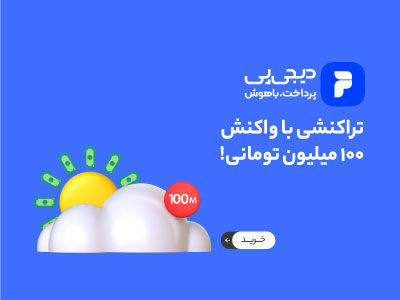 دیجی‌پی
پرداخت، باهوش
تراکنشی با واکنش
۱۰۰ میلیون تومانی!
100M
خرید